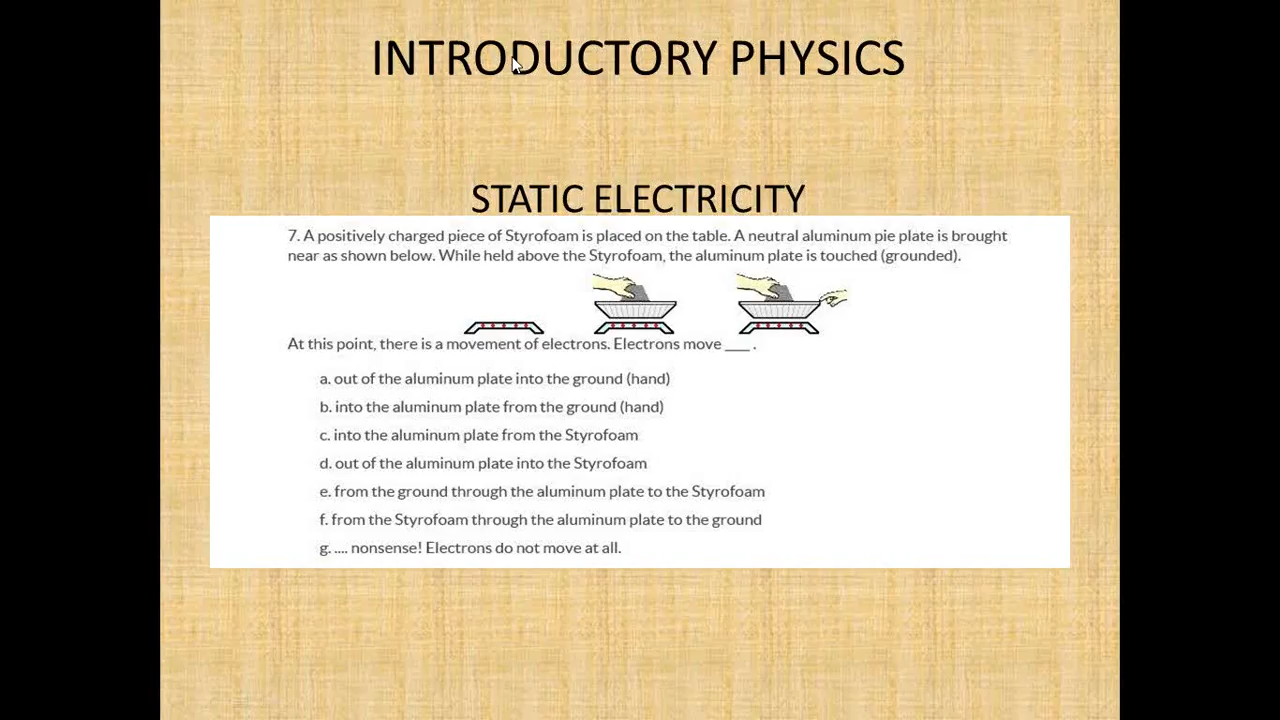 INTRODUCTORY PHYSICS
STATIC ELECTRICITY
7. A positively charged piece of Styrofoam is placed on the table. A neutral aluminum pie plate is brought
near as shown below. While held above the Styrofoam, the aluminum plate is touched (grounded).
At this point, there is a movement of electrons. Electrons move ___ .
a. out of the aluminum plate into the ground (hand)
b. into the aluminum plate from the ground (hand)
c. into the aluminum plate from the Styrofoam
d. out of the aluminum plate into the Styrofoam
e. from the ground through the aluminum plate to the Styrofoam
f. from the Styrofoam through the aluminum plate to the ground
g. .... nonsense! Electrons do not move at all.